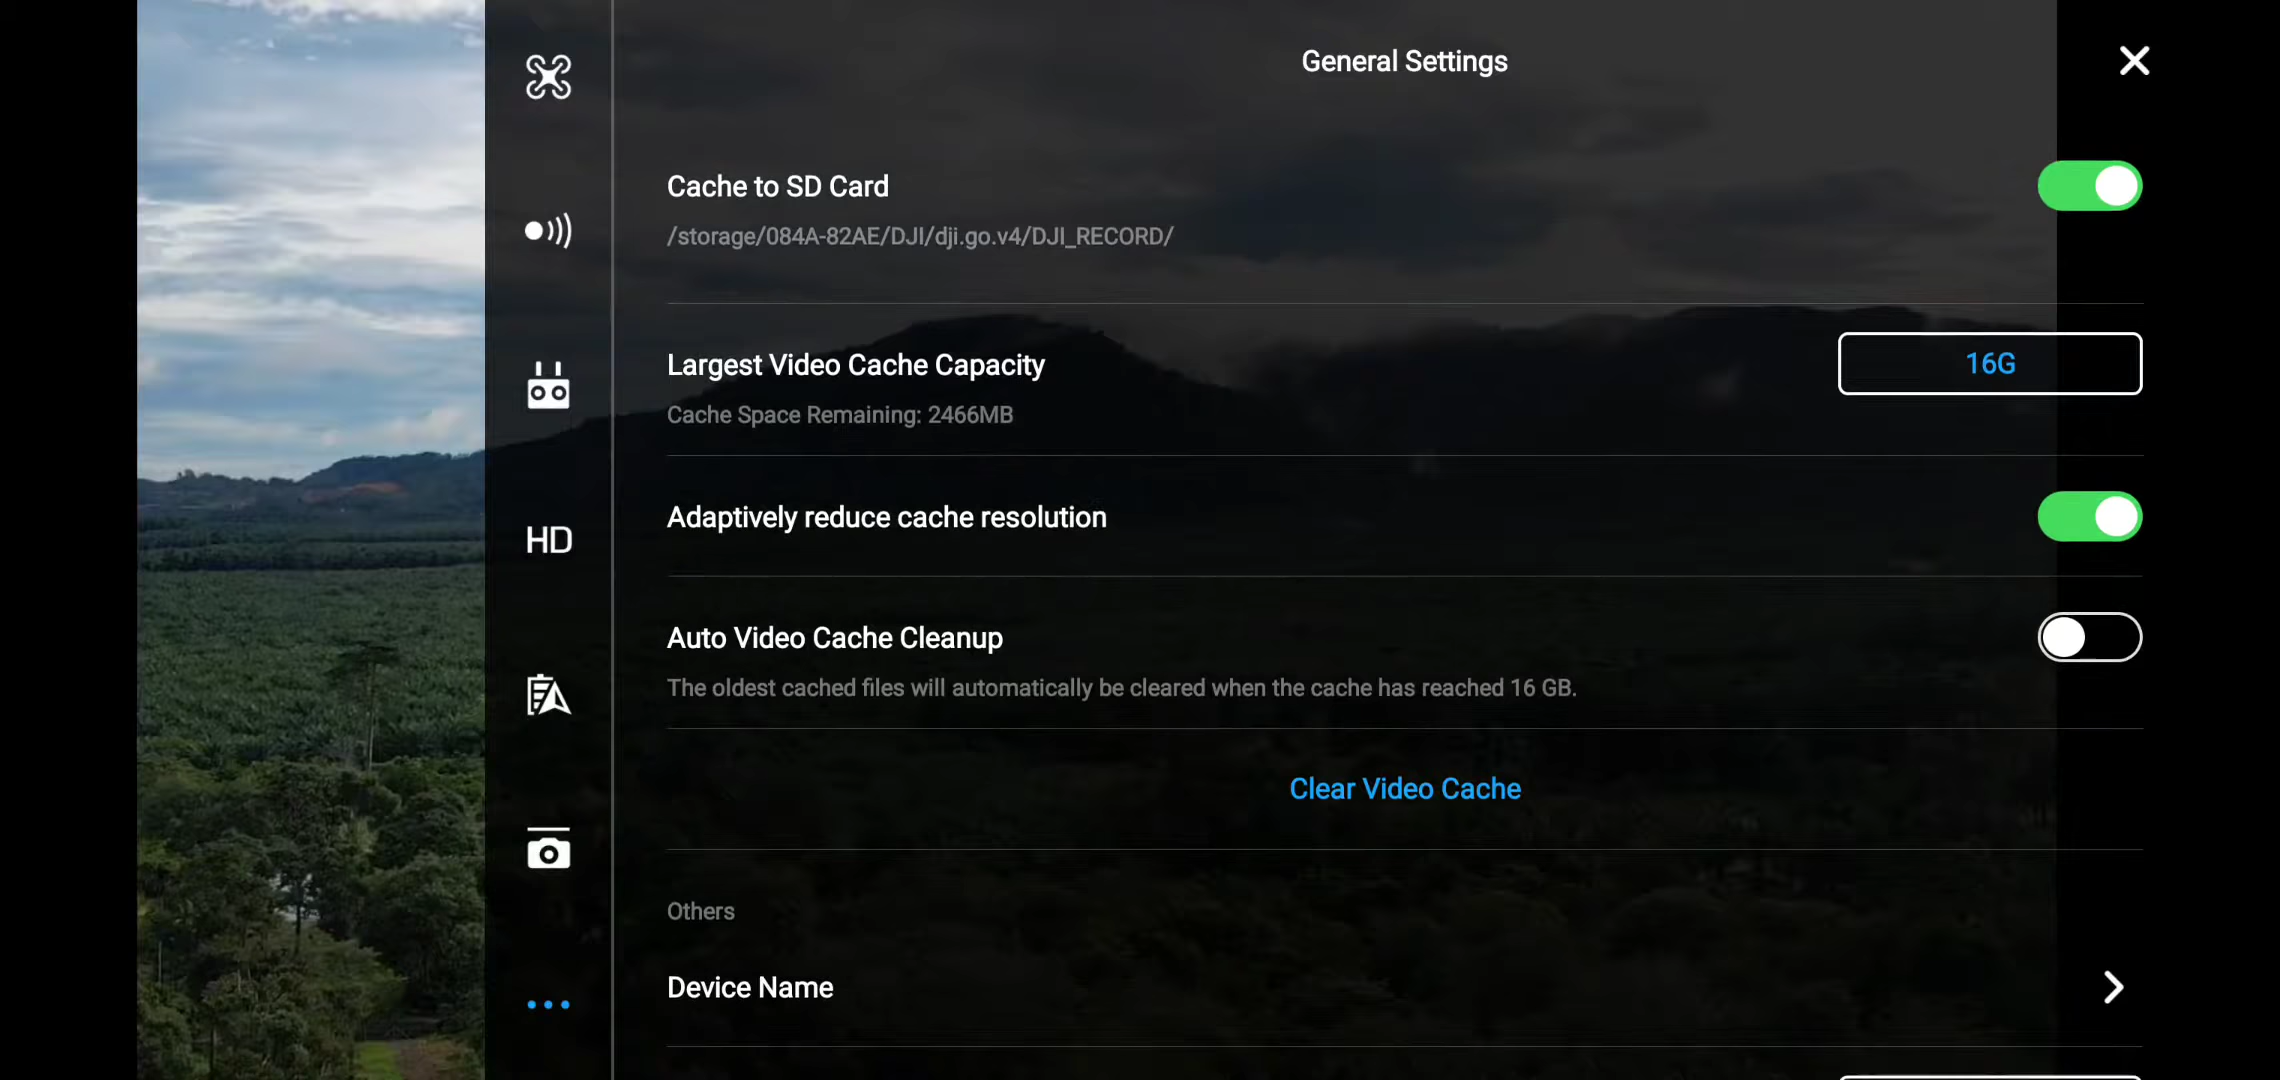 General Settings
Cache to SD Card
/storage/084A-82AE/DJI/dji.go.v4/DJI_RECORD/
Largest Video Cache Capacity
16G
Cache Space Remaining: 2466MB
HD
Adaptively reduce cache resolution
Auto Video Cache Cleanup
The oldest cached files will automatically be cleared when the cache has reached 16 GB.
Clear Video Cache
Others
Device Name